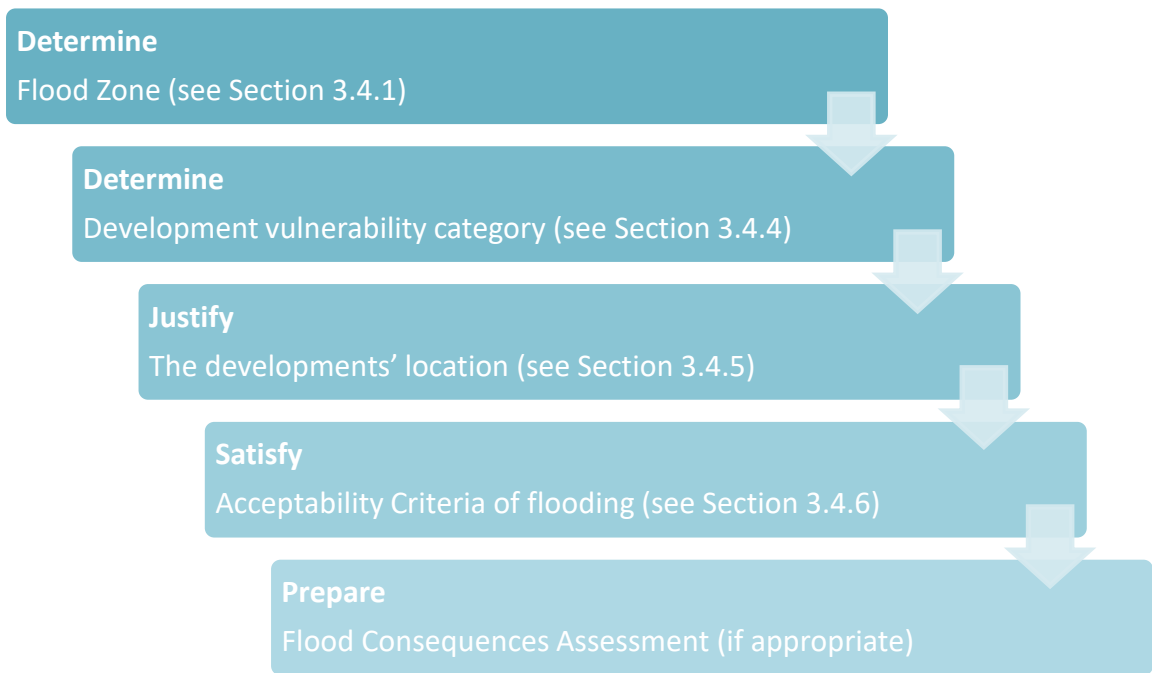 Determine
Flood Zone (see Section 3.4.1)
Determine
Development vulnerability category (see Section 3.4.4)
Justify
The developments’ location (see Section 3.4.5)
Satisfy
Acceptability Criteria of flooding (see Section 3.4.6)
Prepare
Flood Consequences Assessment (if appropriate)